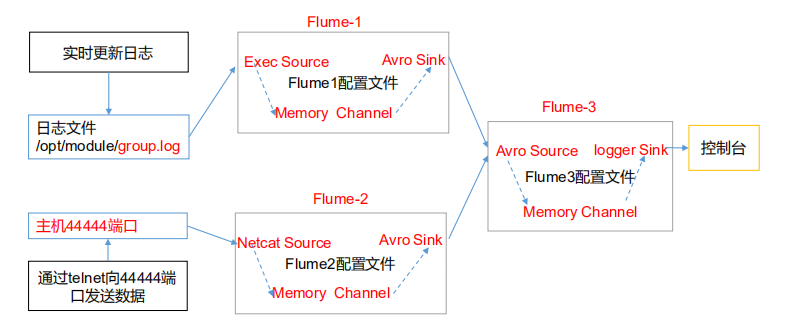 Flume-1
实时更新日志
Exec Source
Avro Sink
Flume1配置文件
Memory Channel
日志文件
/opt/module/group.log
Flume-3
Avro Source
logger Sink
Flume3配置文件
Memory Channel
控制台
Flume-2
主机44444端口
Netcat Source
Avro Sink
Flume2配置文件
Memory Channel
通过telnet向44444端
口发送数据